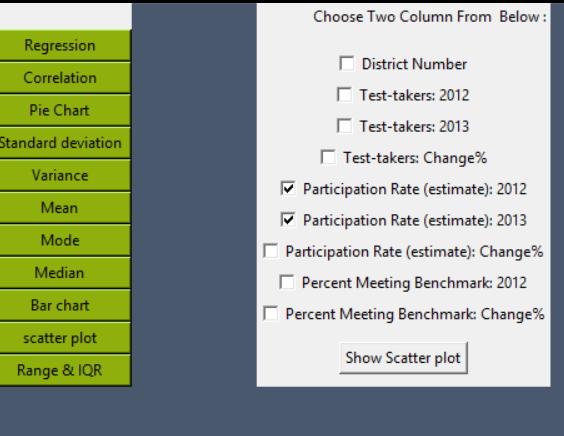 Regression
Correlation
Pie Chart
Standard deviation
Variance
Mean
Mode
Median
Bar chart
scatter plot
Range & IQR
Choose Two Column From  Below :
District Number
Test-takers: 2012
Test-takers: 2013
Test-takers: Change%
Participation Rate (estimate): 2012
Participation Rate (estimate): 2013
Participation Rate (estimate): Change%
Percent Meeting Benchmark: 2012
Percent Meeting Benchmark: Change%
Show Scatter plot